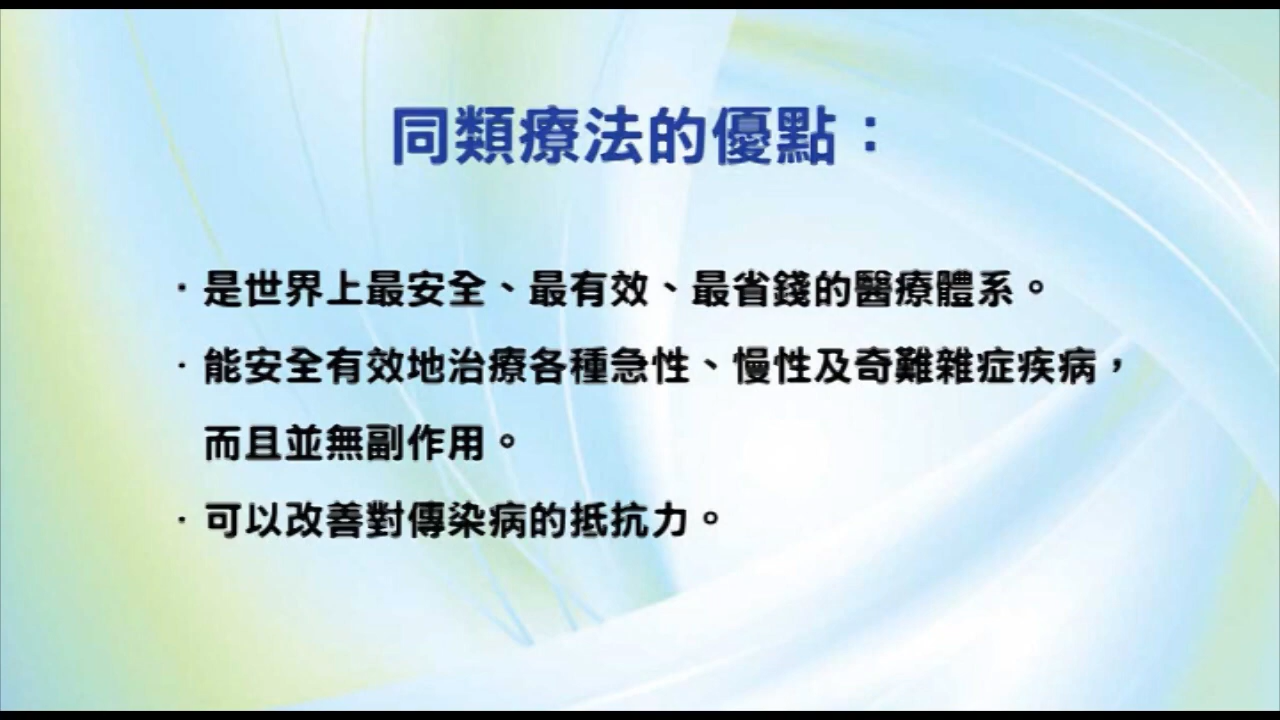 同類療法的優點：
·是世界上最安全、最有效、最省錢的醫療體系。
·能安全有效地治療各種急性、慢性及奇難雜症疾病，
而且並無副作用。
·可以改善對傳染病的抵抗力。